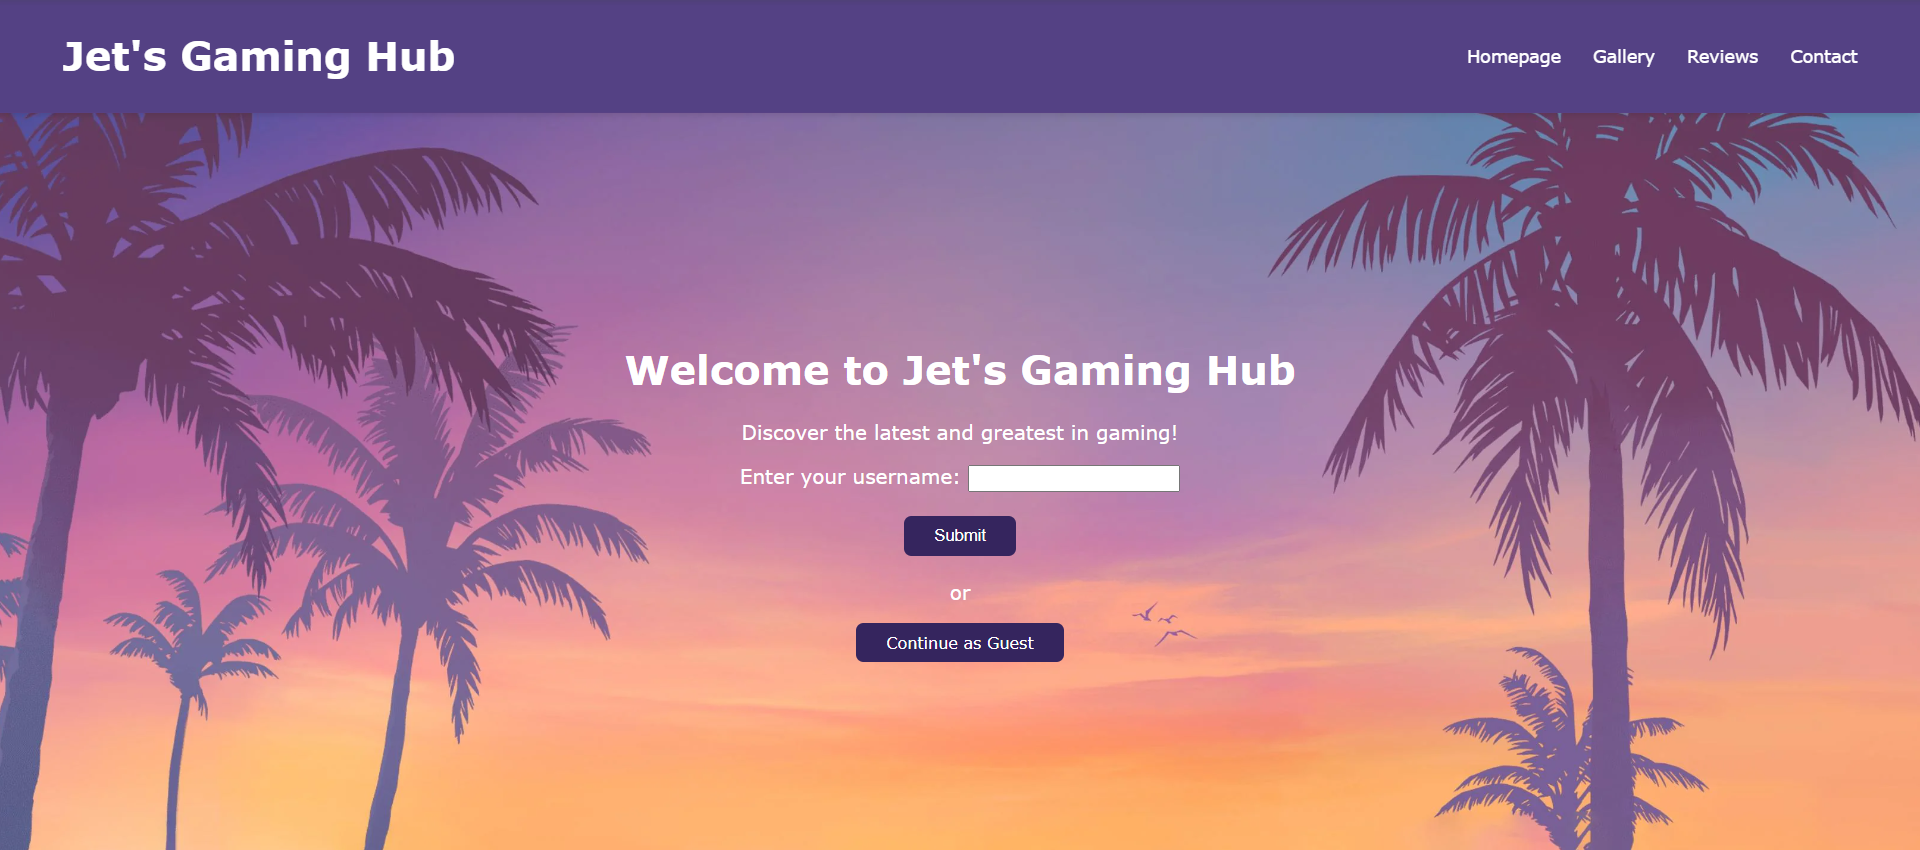 Jet's Gaming Hub
Homepage Gallery Reviews Contact
Welcome to Jet's Gaming Hub
Discover the latest and greatest in gaming!
Enter your username:
Submit
or
Continue as Guest